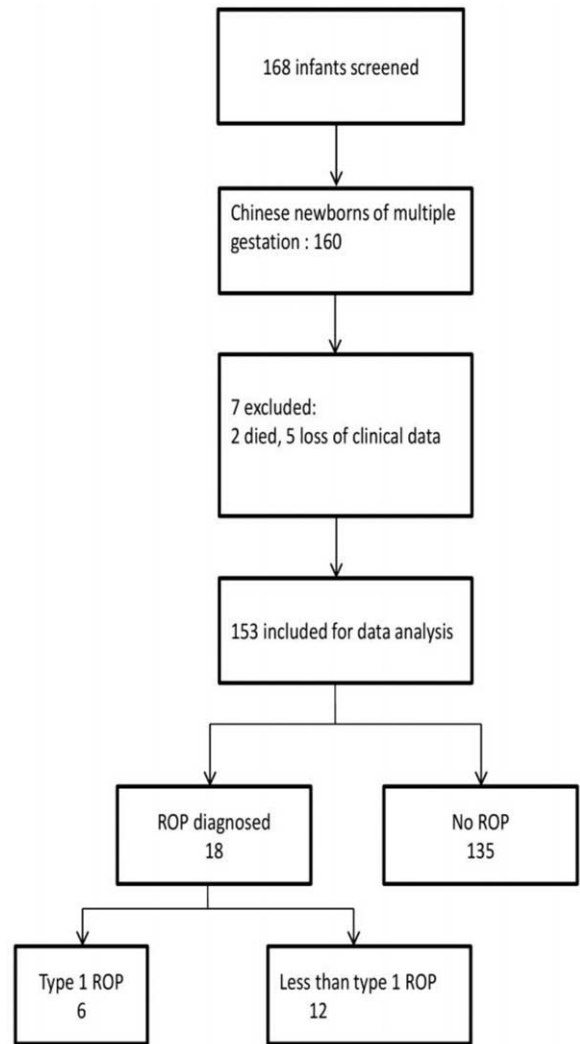 168 infants screened
Chinese newborns of multiple
gestation : 160
7 excluded:
2 died, 5 loss of clinical data
153 included for data analysis
ROP diagnosed
18
No ROP
135
Type 1 ROP
6
Less than type 1 ROP
12